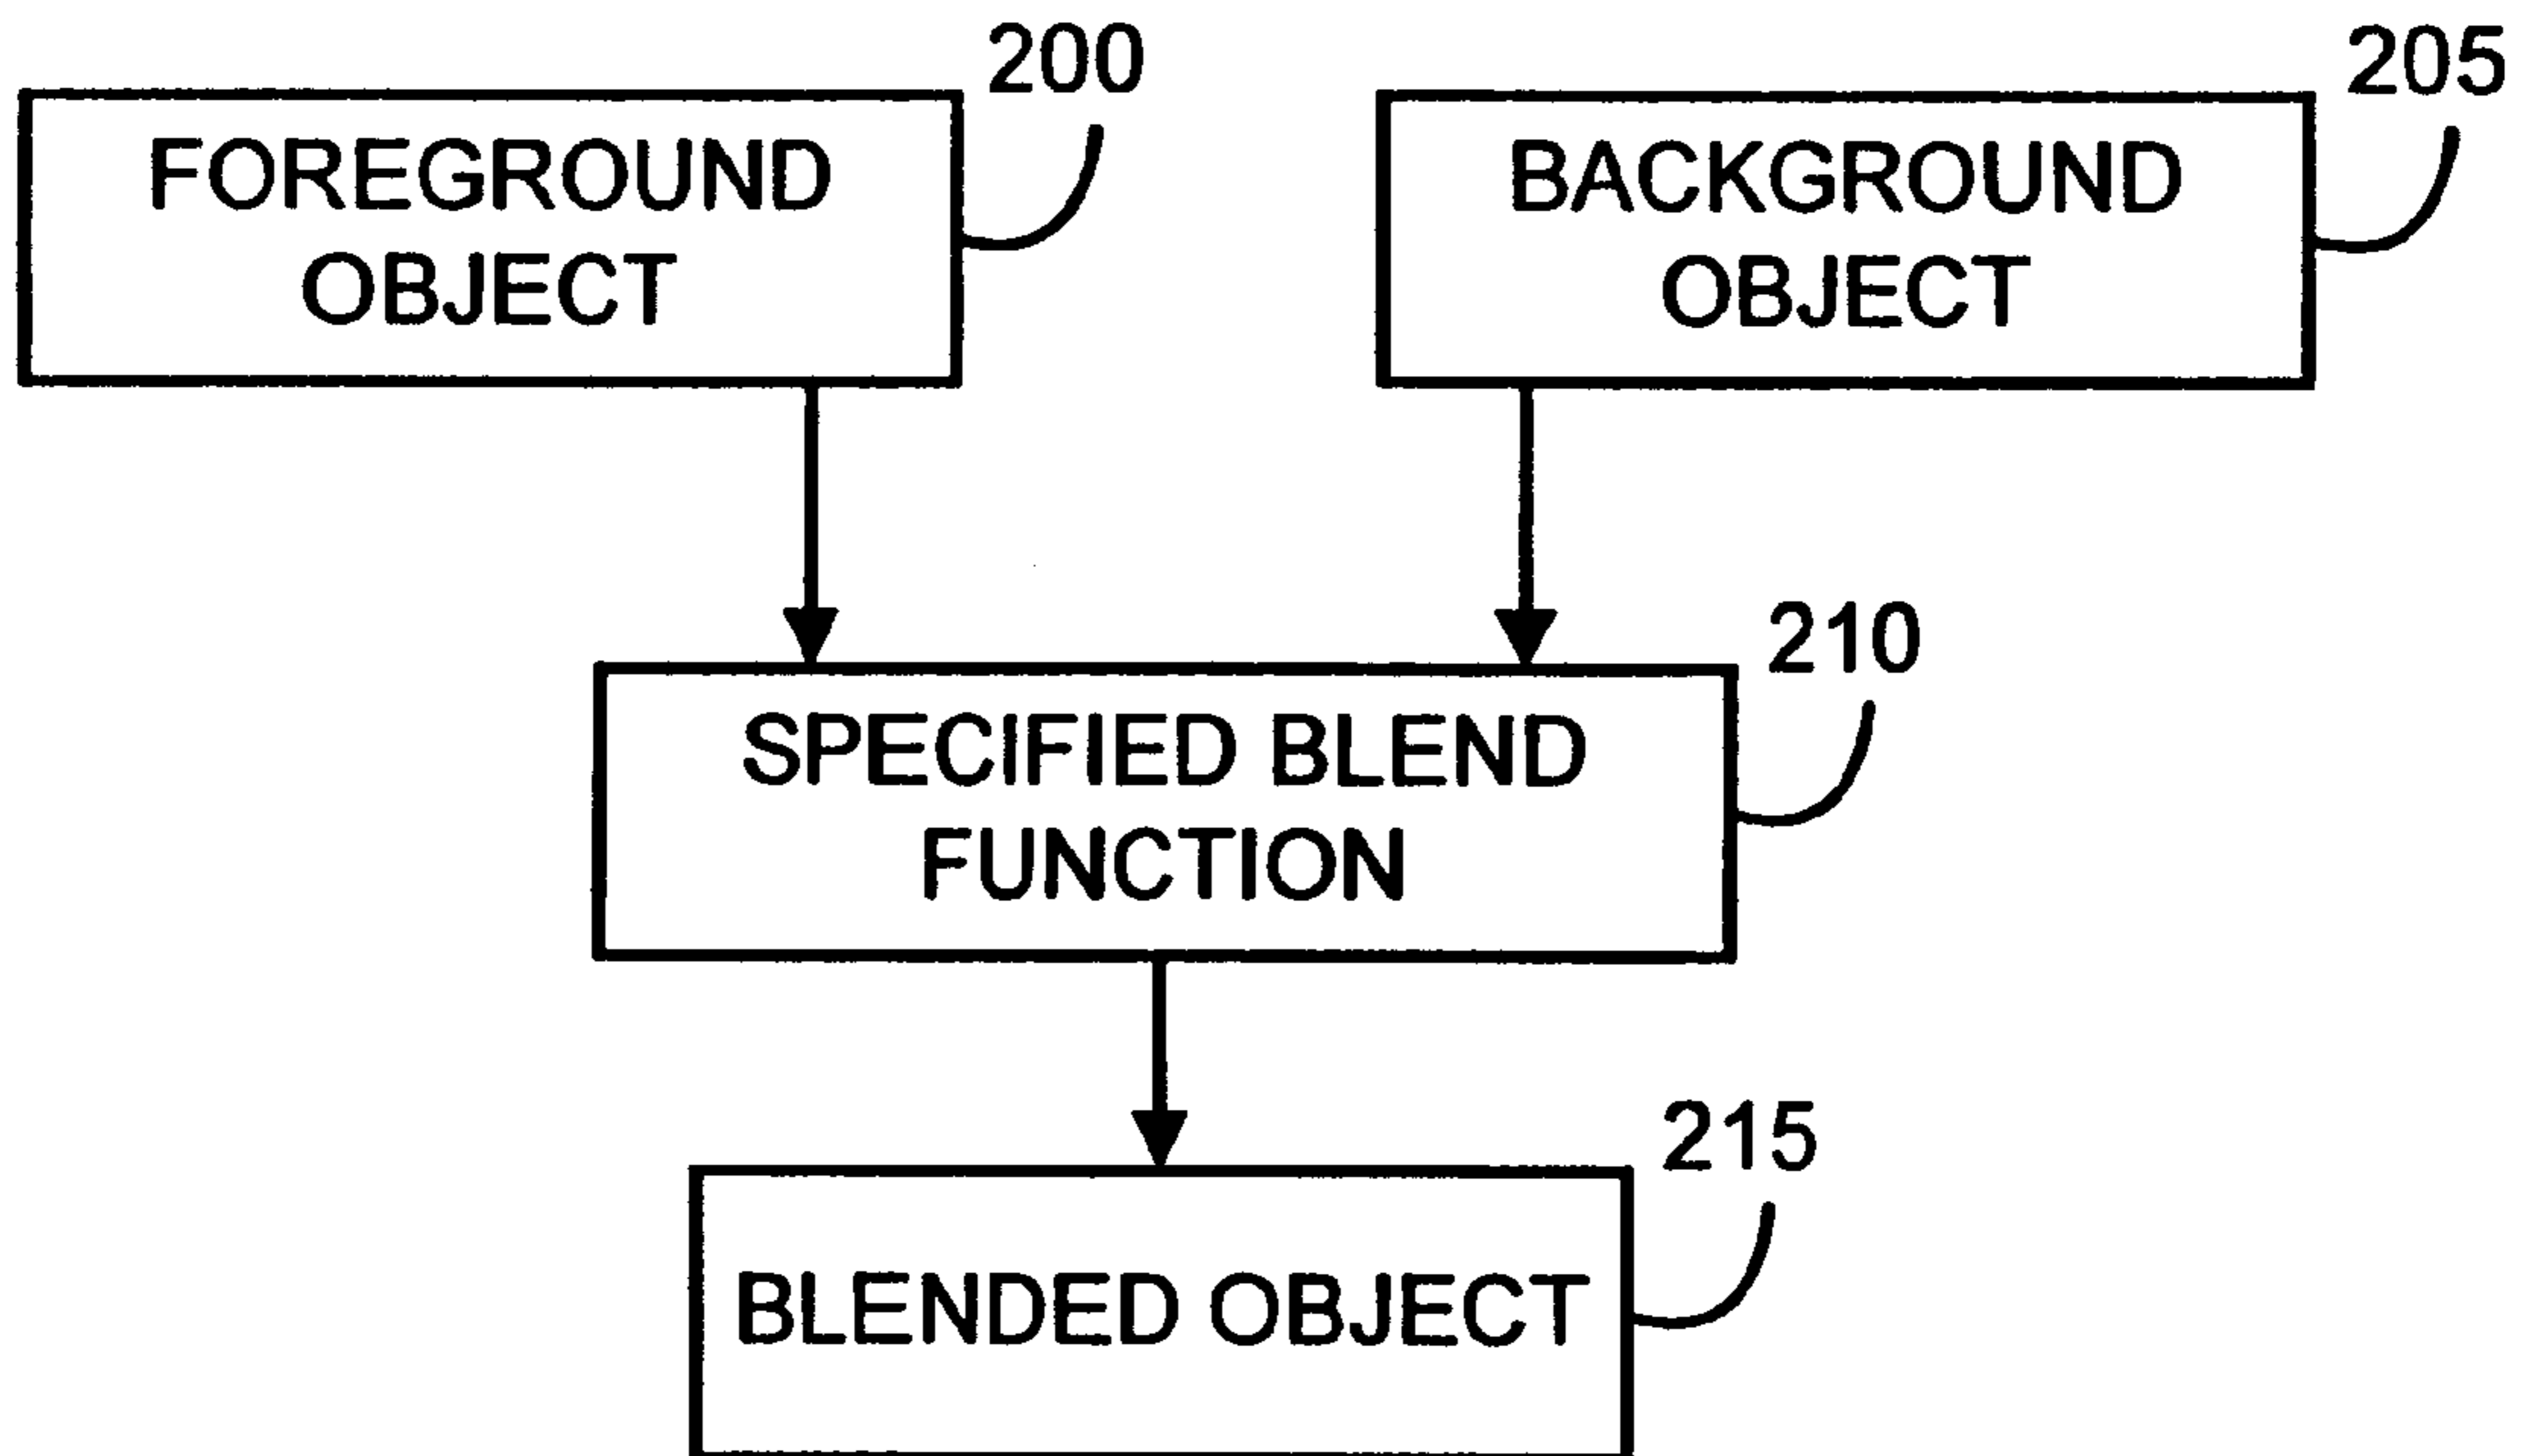 200
FOREGROUND
OBJECT
205
BACKGROUND
OBJECT
210
SPECIFIED BLEND
FUNCTION
215
BLENDED OBJECT